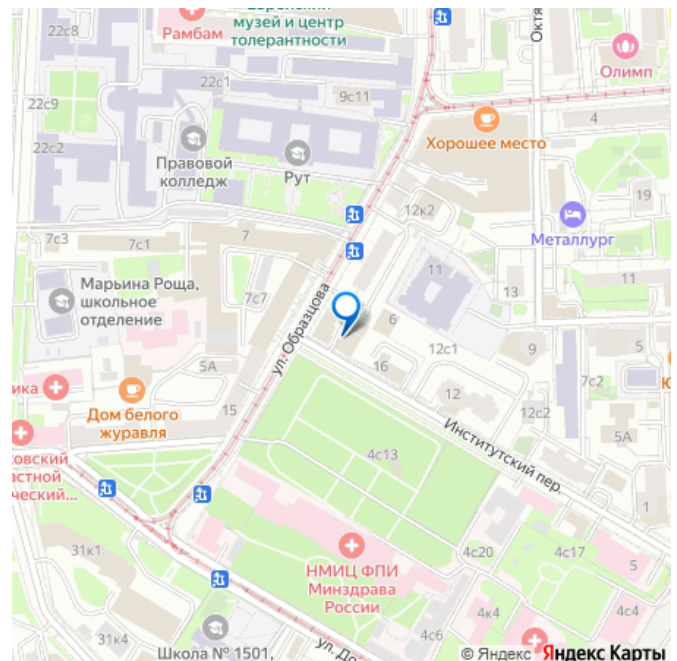 Еврейский
музей и центр
толерантности
Рамбам
22с8
22с1
9с11
22с9
22с2
Правовой
колледж
Рут
Олимп
4
Хорошее место
19
Металлург
12к2
7с3
7с1
7
11
13
11
Марьина Роща,
школьное
отделение
7с7
ул. Образцова
6
12с1
9
5
5А
16
12
7с2
12с2
5А
Дом белого
журавля
15
4с13
Институтский пер.
1
31к1
НМИЦ ФПИ
Минздрава
России
4с20
4с17
5
4к4
4с4
4с6
31к4
Школа № 1501,
ул. До
© Яндекс
Яндекс Карты